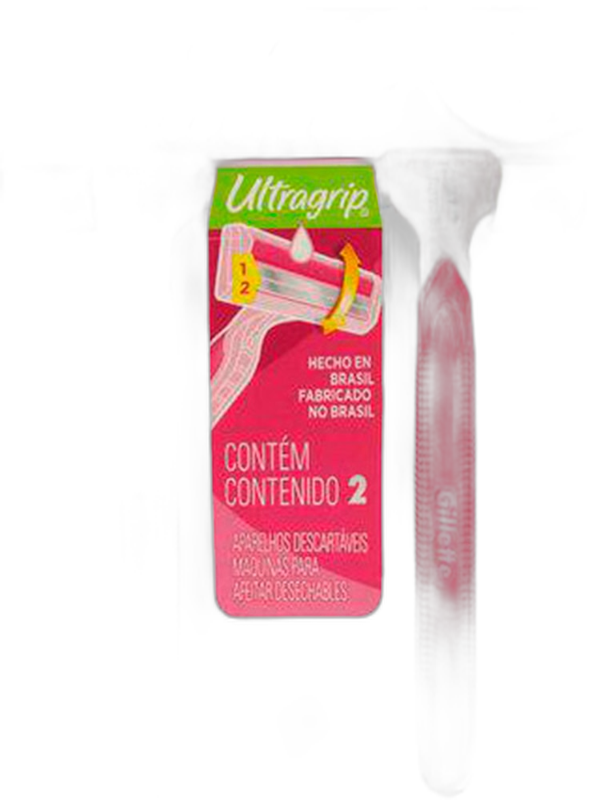 Ultragrip
1
2
HECHO EN
BRASIL
FABRICADO
NO BRASIL
CONTÉM
CONTENIDO 2
APARELHOS DESCARTÁVEIS
MÁQUINAS PARA
AFEITAR DESECHABLES
Gillette